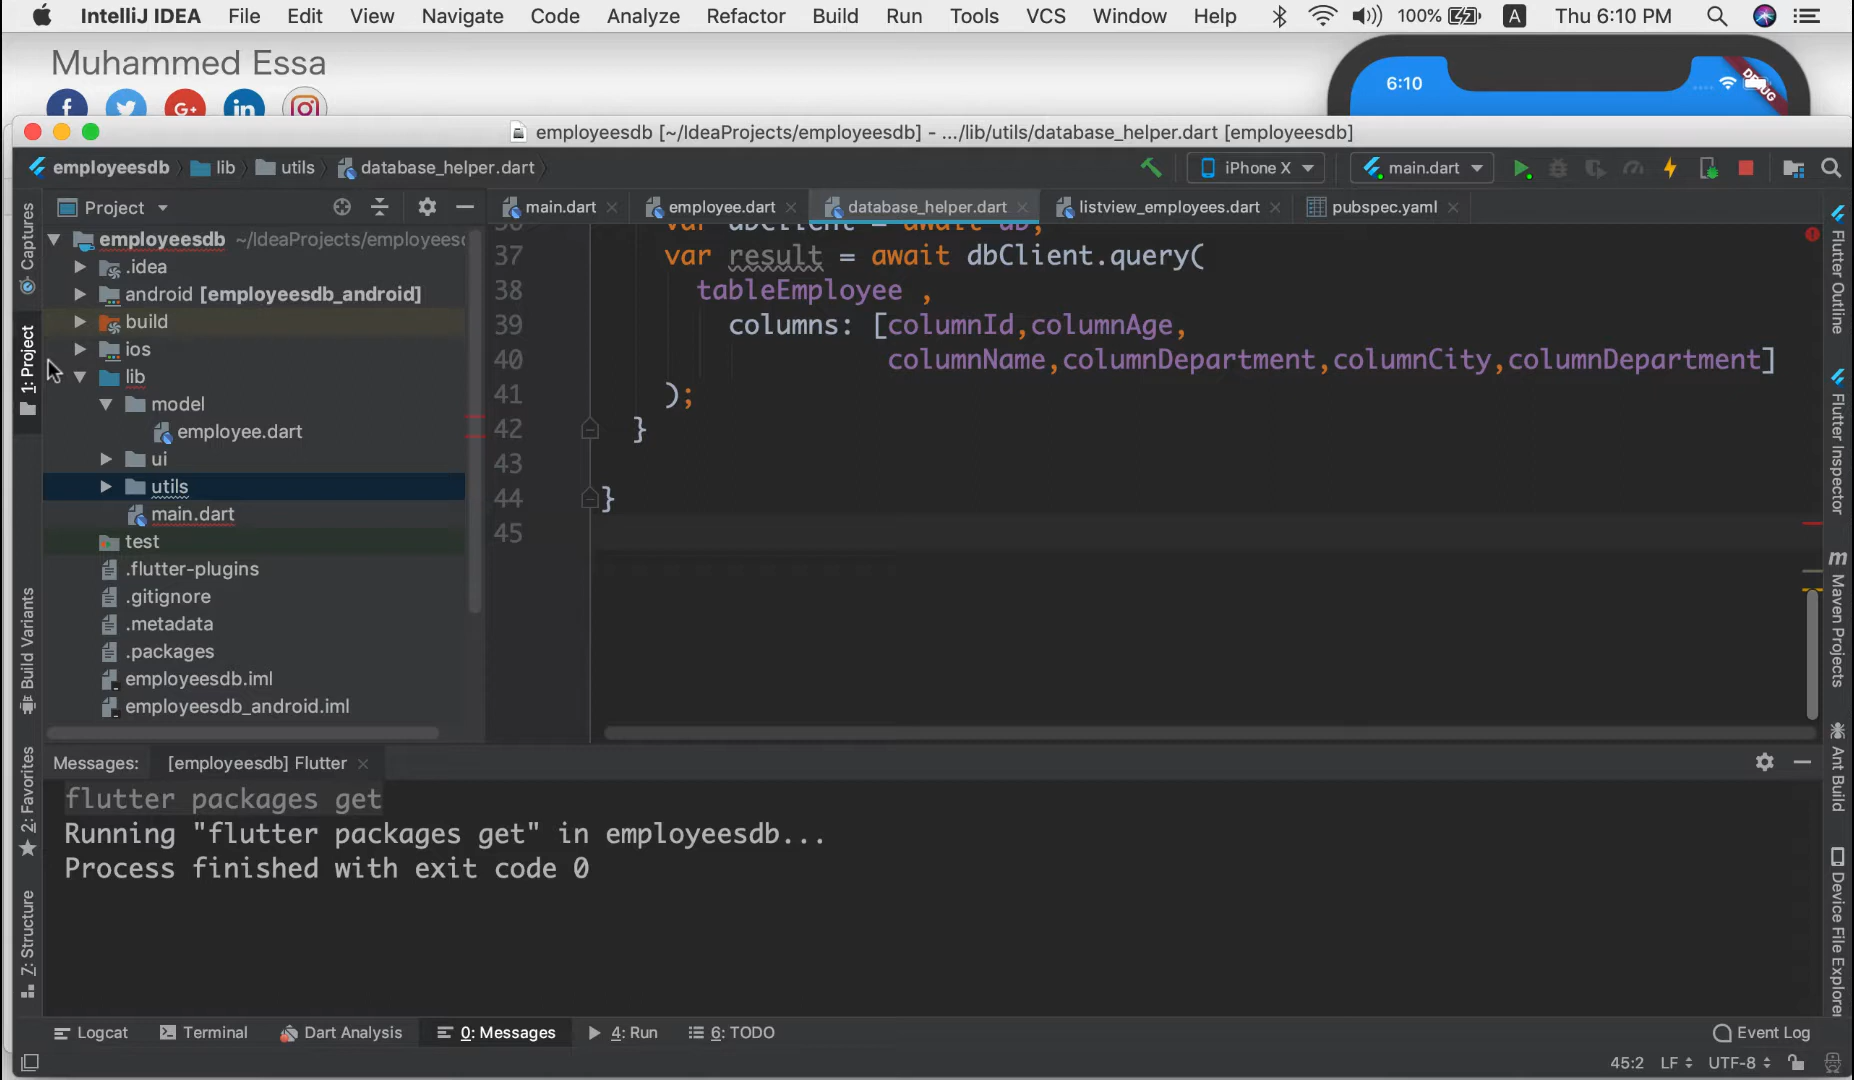 IntelliJ IDEA File Edit View Navigate Code Analyze Refactor Build Run Tools VCS Window Help 100% A Thu 6:10 PM
Muhammed Essa
6:10
DEBUG
employeesdb [~/IdeaProjects/employeesdb] - .../lib/utils/database_helper.dart [employeesdb]
employeesdb lib utils database_helper.dart iPhone X main.dart
Project main.dart employee.dart database_helper.dart listview_employees.dart pubspec.yaml
employeesdb ~/IdeaProjects/employeesd
.idea
android [employeesdb_android]
build
ios
lib
model
employee.dart
ui
utils
main.dart
test
.flutter-plugins
.gitignore
.metadata
.packages
employeesdb.iml
employeesdb_android.iml
36 var dbClient = await db;
37 var result = await dbClient.query(
38 tableEmployee ,
39 columns: [columnId,columnAge,
40 columnName,columnDepartment,columnCity,columnDepartment]
41 );
42 }
43
44 }
45
Captures
1: Project
Build Variants
2: Favorites
7: Structure
Flutter Outline
Flutter Inspector
Maven Projects
Ant Build
Device File Explorer
Messages: [employeesdb] Flutter
flutter packages get
Running "flutter packages get" in employeesdb...
Process finished with exit code 0
Logcat Terminal Dart Analysis 0: Messages 4: Run 6: TODO Event Log
45:2 LF UTF-8